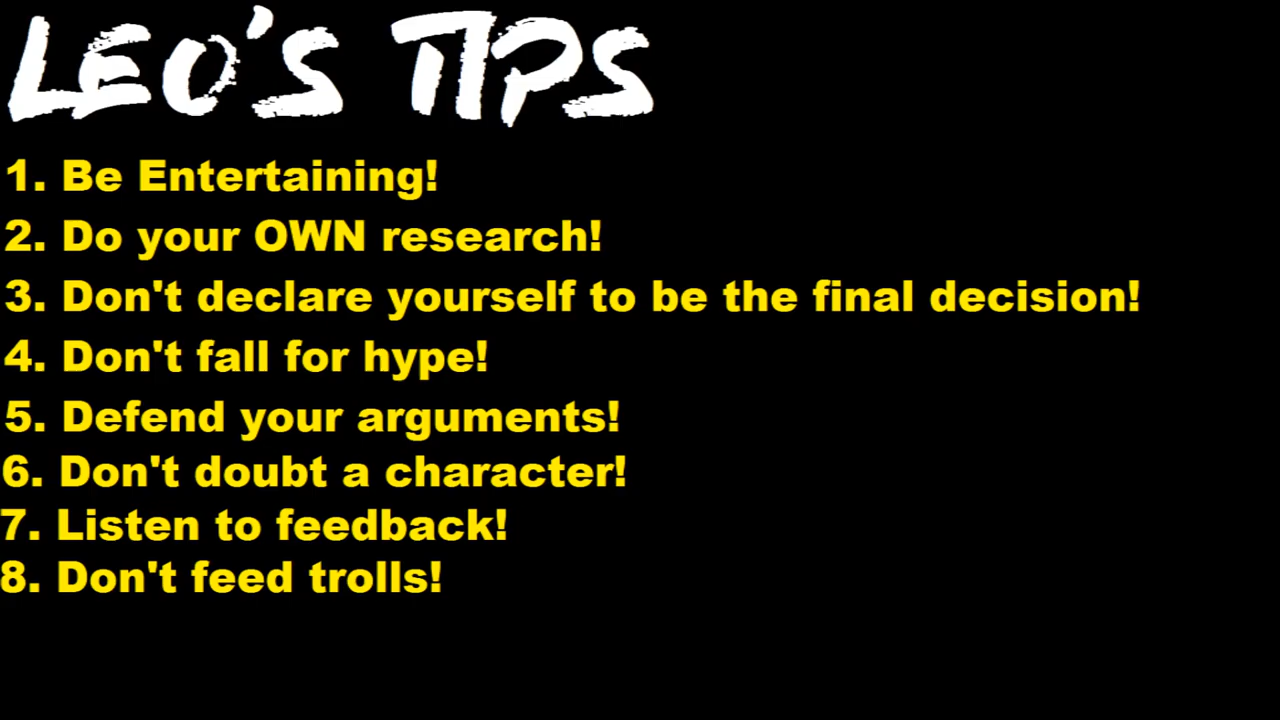 LEO'S TIPS
1. Be Entertaining!
2. Do your OWN research!
3. Don't declare yourself to be the final decision!
4. Don't fall for hype!
5. Defend your arguments!
6. Don't doubt a character!
7. Listen to feedback!
8. Don't feed trolls!